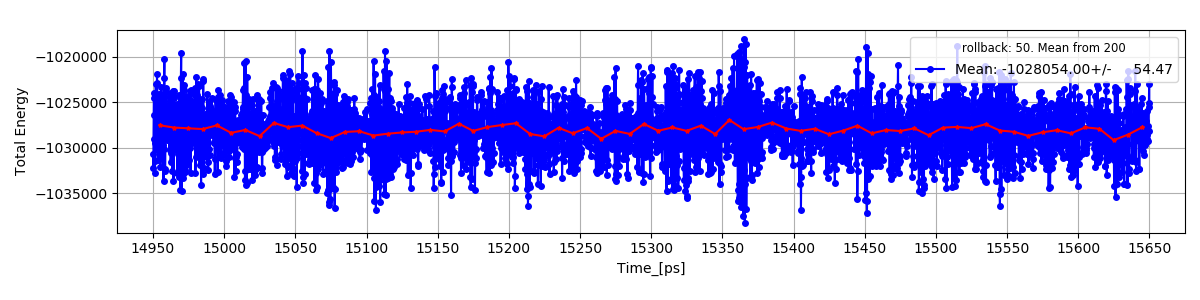 rollback: 50. Mean from 200
Mean: -1028054.00+/- 54.47
Total Energy
−1020000
−1025000
−1030000
−1035000
14950 15000 15050 15100 15150 15200 15250 15300 15350 15400 15450 15500 15550 15600 15650
Time_[ps]